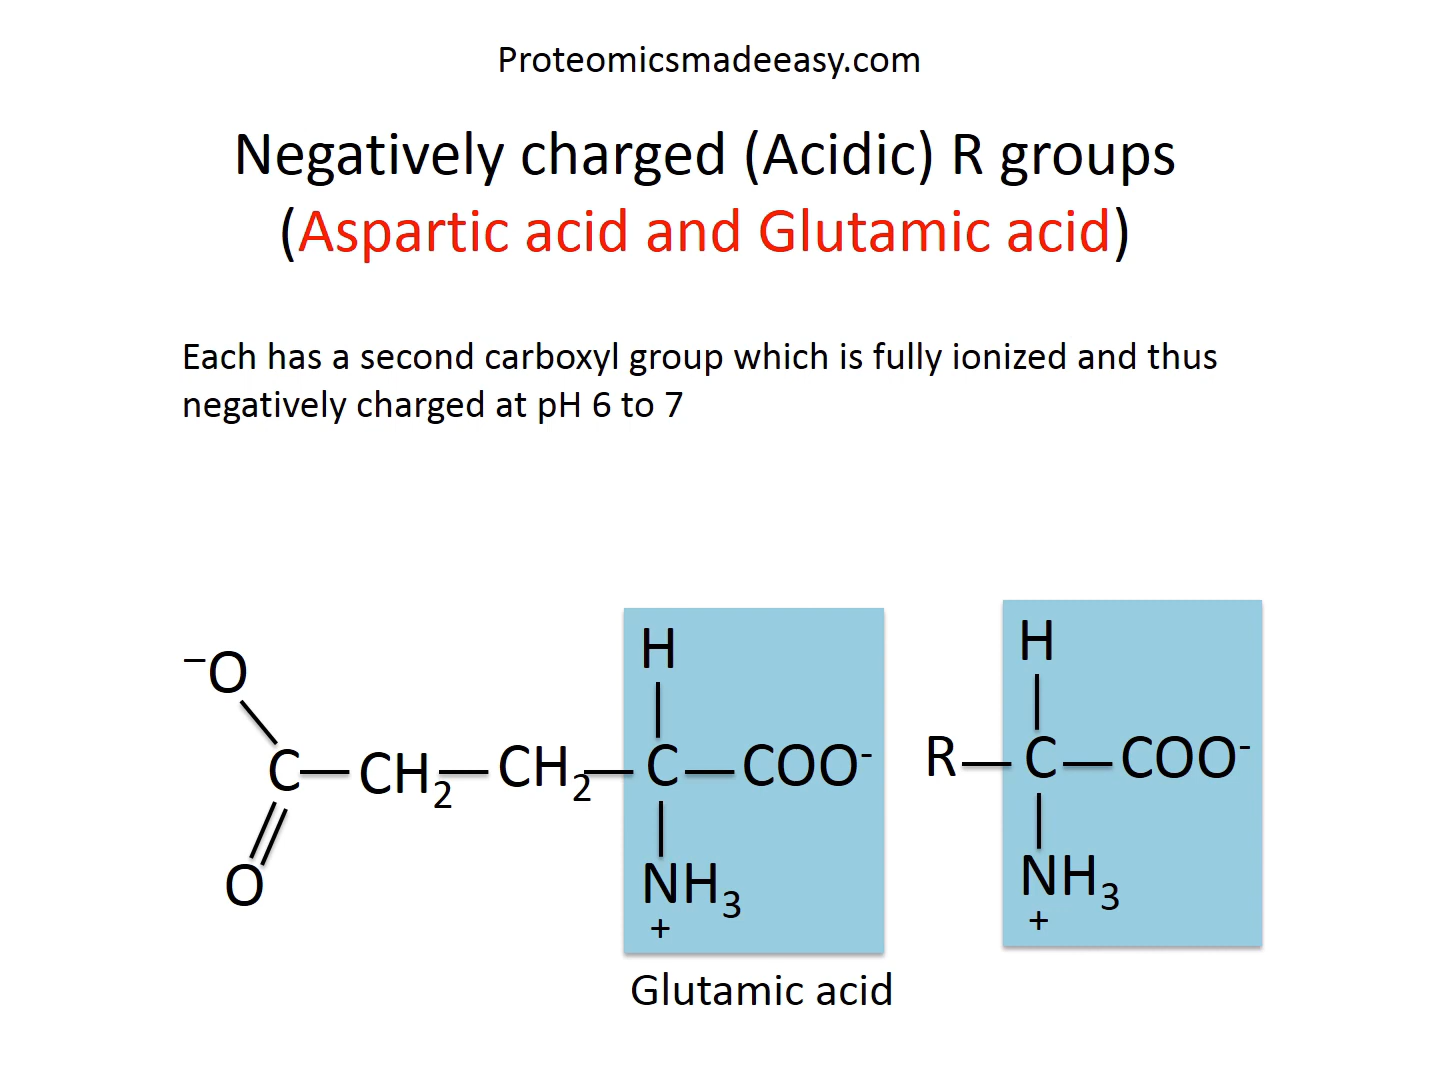 Proteomicsmadeeasy.com
Negatively charged (Acidic) R groups
(Aspartic acid and Glutamic acid)
Each has a second carboxyl group which is fully ionized and thus
negatively charged at pH 6 to 7
H
⁻O
C—CH₂—CH₂—C—COO⁻
O
NH₃
+
Glutamic acid
H
R—C—COO⁻
NH₃
+